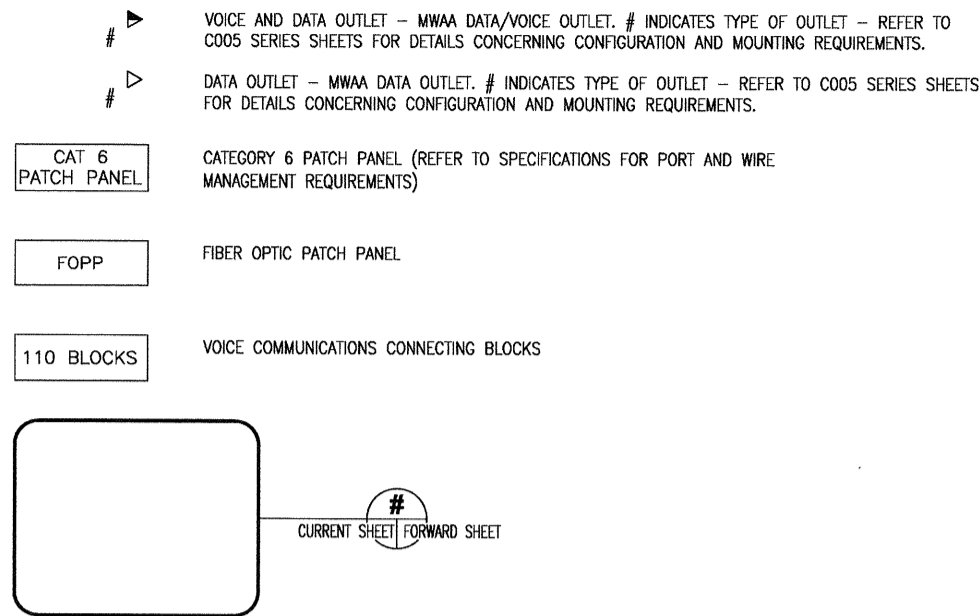 VOICE AND DATA OUTLET – MWAA DATA/VOICE OUTLET. # INDICATES TYPE OF OUTLET – REFER TO
# C005 SERIES SHEETS FOR DETAILS CONCERNING CONFIGURATION AND MOUNTING REQUIREMENTS.
DATA OUTLET – MWAA DATA OUTLET. # INDICATES TYPE OF OUTLET – REFER TO C005 SERIES SHEETS
# FOR DETAILS CONCERNING CONFIGURATION AND MOUNTING REQUIREMENTS.
CAT 6 CATEGORY 6 PATCH PANEL (REFER TO SPECIFICATIONS FOR PORT AND WIRE
PATCH PANEL MANAGEMENT REQUIREMENTS)
FOPP FIBER OPTIC PATCH PANEL
110 BLOCKS VOICE COMMUNICATIONS CONNECTING BLOCKS
#
CURRENT SHEET FORWARD SHEET